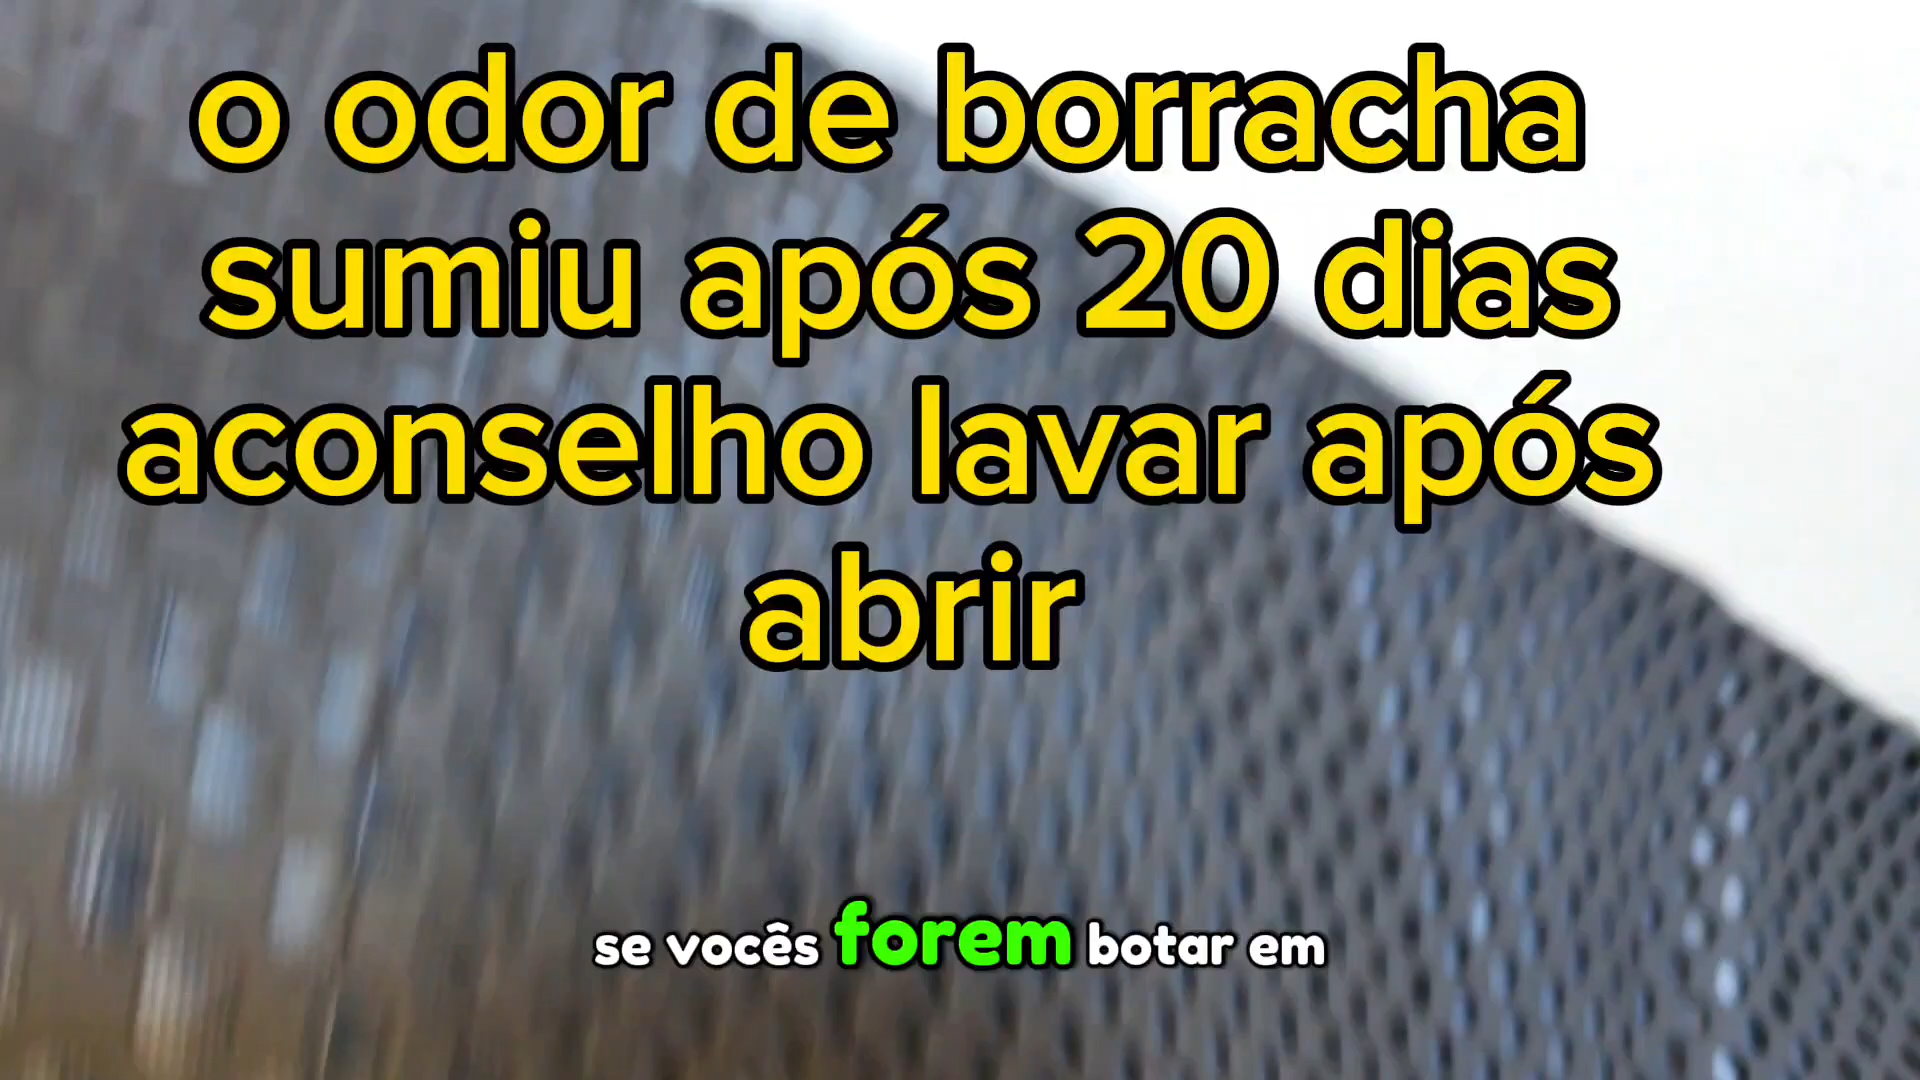 o odor de borracha
sumiu após 20 dias
aconselho lavar após
abrir
se vocês forem botar em